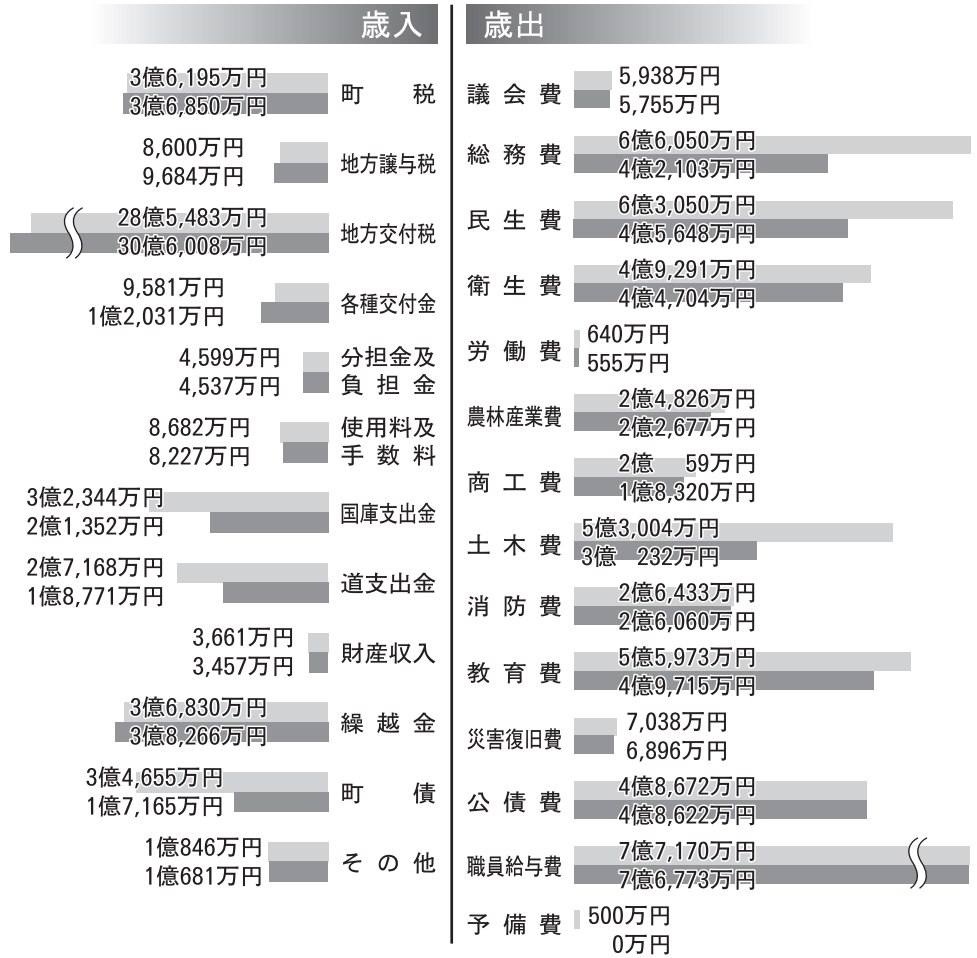 歳入
3億6,195万円
3億6,850万円
町税
8,600万円
9,684万円
地方譲与税
28億5,483万円
30億6,008万円
地方交付税
9,581万円
1億2,031万円
各種交付金
4,599万円
4,537万円
分担金及
負担金
8,682万円
8,227万円
使用料及
手数料
3億2,344万円
2億1,352万円
国庫支出金
2億7,168万円
1億8,771万円
道支出金
3,661万円
3,457万円
財産収入
3億6,830万円
3億8,266万円
繰越金
3億4,655万円
1億7,165万円
町債
1億846万円
1億681万円
その他
歳出
議会費
5,938万円
5,755万円
総務費
6億6,050万円
4億2,103万円
民生費
6億3,050万円
4億5,648万円
衛生費
4億9,291万円
4億4,704万円
労働費
640万円
555万円
農林産業費
2億4,826万円
2億2,677万円
商工費
2億 59万円
1億8,320万円
土木費
5億3,004万円
3億 232万円
消防費
2億6,433万円
2億6,060万円
教育費
5億5,973万円
4億9,715万円
災害復旧費
7,038万円
6,896万円
公債費
4億8,672万円
4億8,622万円
職員給与費
7億7,170万円
7億6,773万円
予備費
500万円
0万円